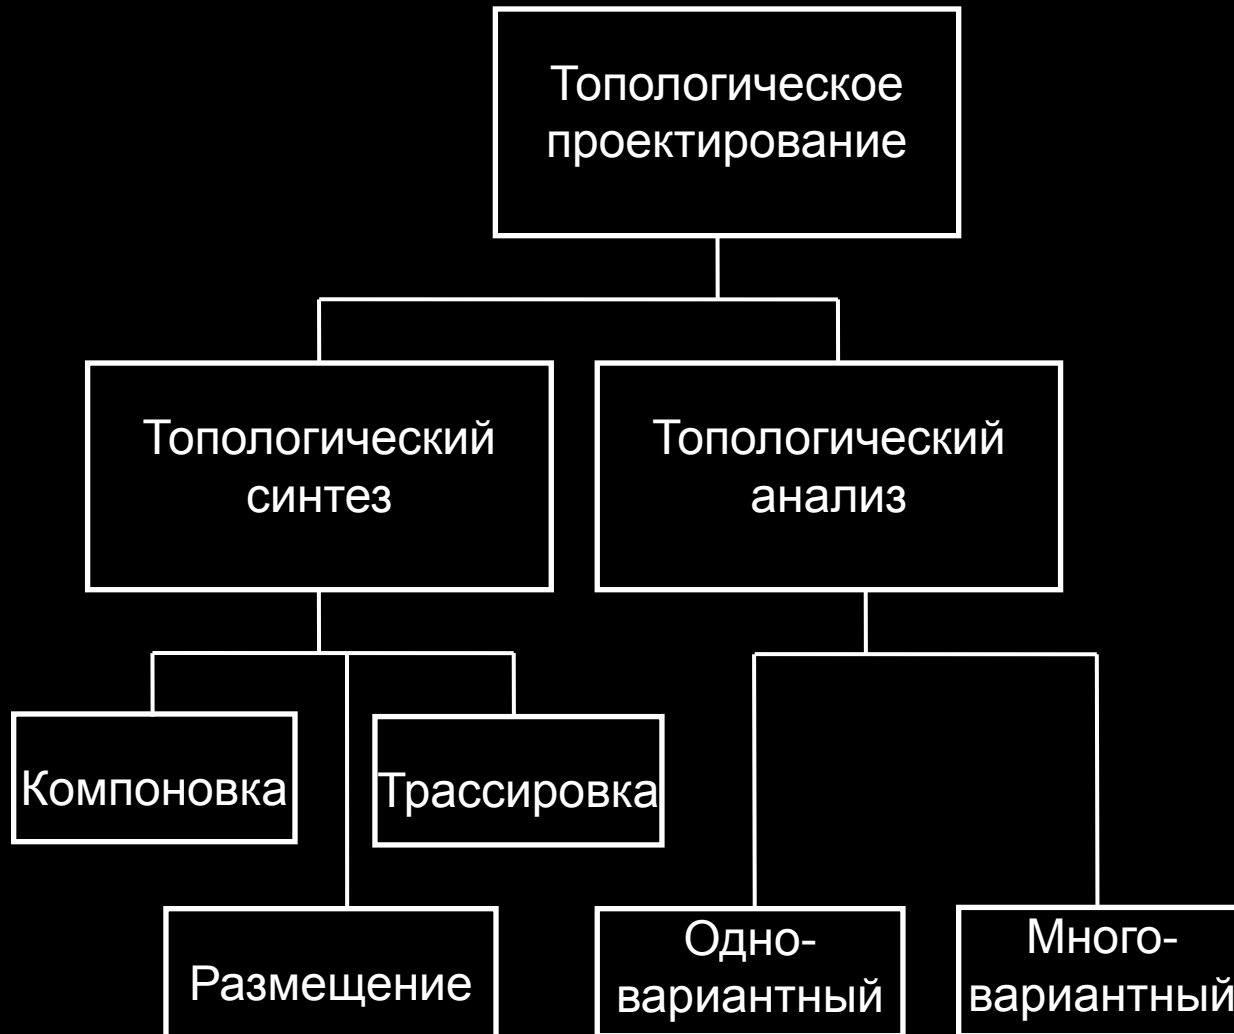 Топологическое
проектирование
Топологический
синтез
Топологический
анализ
Компоновка
Трассировка
Размещение
Одно-
вариантный
Много-
вариантный